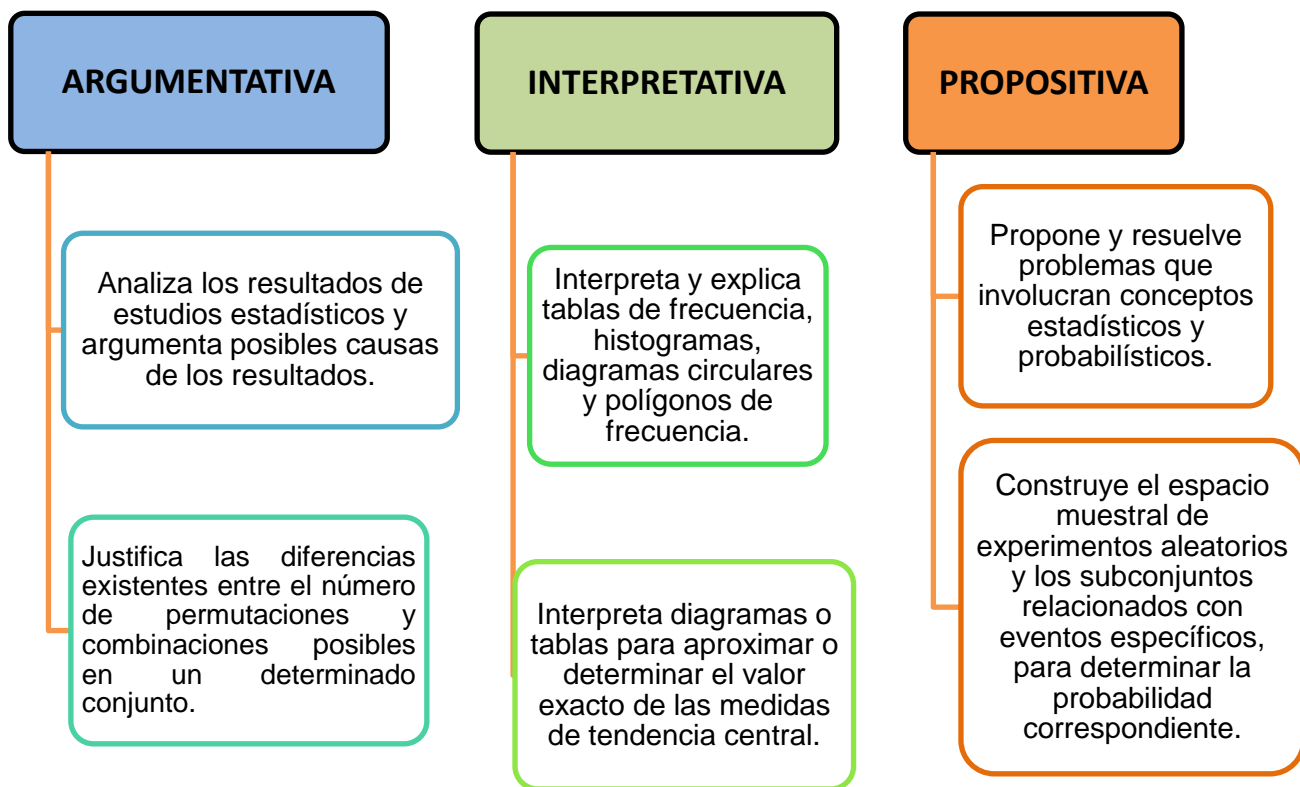 ARGUMENTATIVA
Analiza los resultados de
estudios estadísticos y
argumenta posibles causas
de los resultados.
Justifica las diferencias
existentes entre el número
de permutaciones y
combinaciones posibles
en un determinado
conjunto.
INTERPRETATIVA
Interpreta y explica
tablas de frecuencia,
histogramas,
diagramas circulares
y polígonos de
frecuencia.
Interpreta diagramas o
tablas para aproximar o
determinar el valor
exacto de las medidas
de tendencia central.
PROPOSITIVA
Propone y resuelve
problemas que
involucran conceptos
estadísticos y
probabilísticos.
Construye el espacio
muestral de
experimentos aleatorios
y los subconjuntos
relacionados con
eventos específicos,
para determinar la
probabilidad
correspondiente.